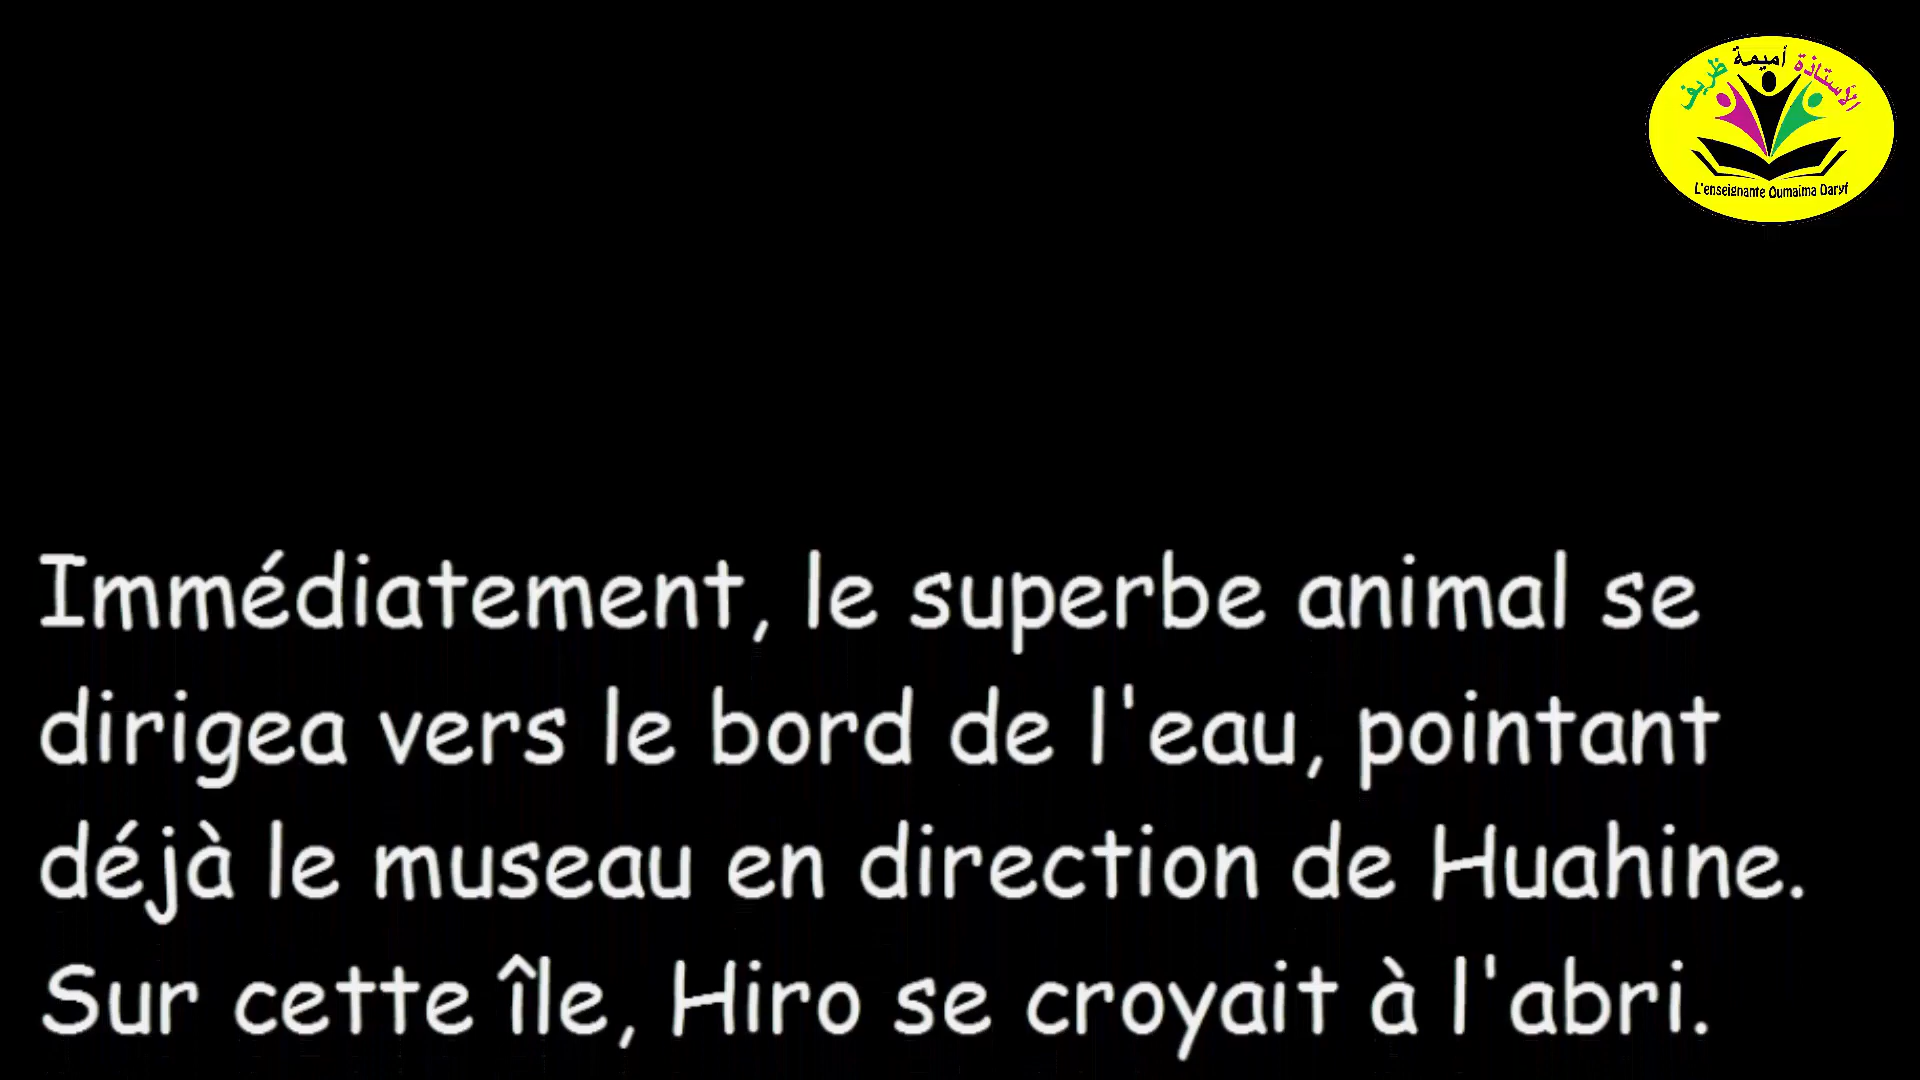 الأستاذة أميمة ظريف
L'enseignante Oumaima Daryf
Immédiatement, le superbe animal se
dirigea vers le bord de l'eau, pointant
déjà le museau en direction de Huahine.
Sur cette île, Hiro se croyait à l'abri.